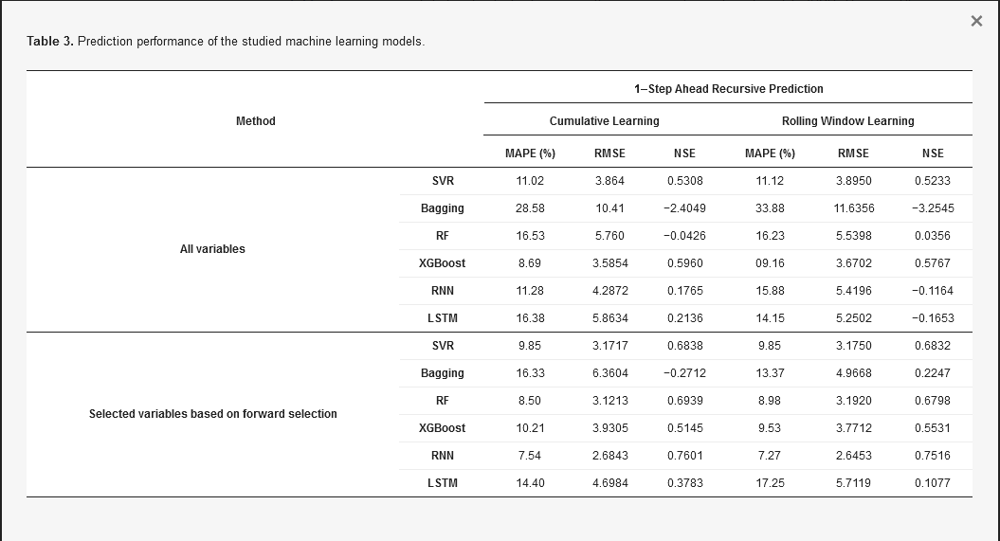 ×
Table 3. Prediction performance of the studied machine learning models.
1–Step Ahead Recursive Prediction
Method Cumulative Learning Rolling Window Learning
MAPE (%) RMSE NSE MAPE (%) RMSE NSE
SVR 11.02 3.864 0.5308 11.12 3.8950 0.5233
Bagging 28.58 10.41 −2.4049 33.88 11.6356 −3.2545
RF 16.53 5.760 −0.0426 16.23 5.5398 0.0356
All variables
XGBoost 8.69 3.5854 0.5960 09.16 3.6702 0.5767
RNN 11.28 4.2872 0.1765 15.88 5.4196 −0.1164
LSTM 16.38 5.8634 0.2136 14.15 5.2502 −0.1653
SVR 9.85 3.1717 0.6838 9.85 3.1750 0.6832
Bagging 16.33 6.3604 −0.2712 13.37 4.9668 0.2247
RF 8.50 3.1213 0.6939 8.98 3.1920 0.6798
Selected variables based on forward selection
XGBoost 10.21 3.9305 0.5145 9.53 3.7712 0.5531
RNN 7.54 2.6843 0.7601 7.27 2.6453 0.7516
LSTM 14.40 4.6984 0.3783 17.25 5.7119 0.1077